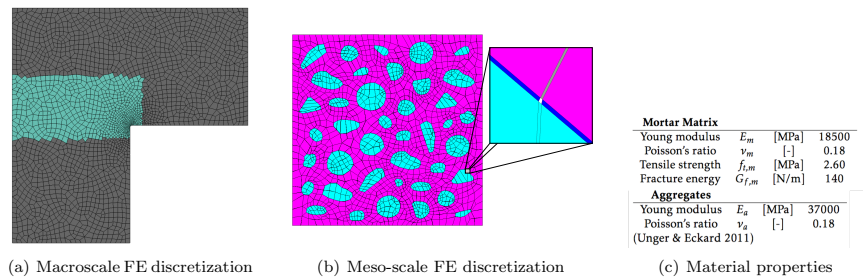 Mortar Matrix
Young modulus E_m [MPa] 18500
Poisson's ratio ν_m [-] 0.18
Tensile strength f_{t,m} [MPa] 2.60
Fracture energy G_{f,m} [N/m] 140
Aggregates
Young modulus E_a [MPa] 37000
Poisson's ratio ν_a [-] 0.18
(Unger & Eckard 2011)
(a) Macroscale FE discretization (b) Meso-scale FE discretization (c) Material properties